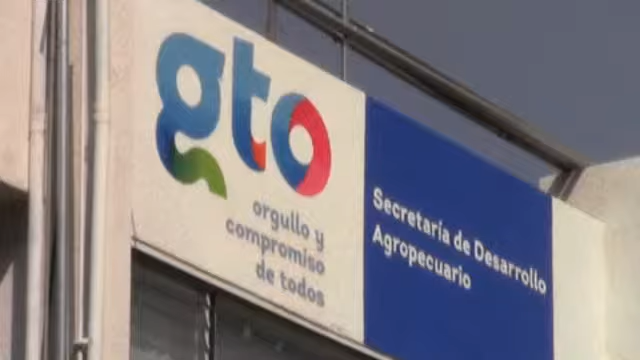 gto
orgullo y
compromiso
de todos
Secretaría de Desarrollo
Agropecuario